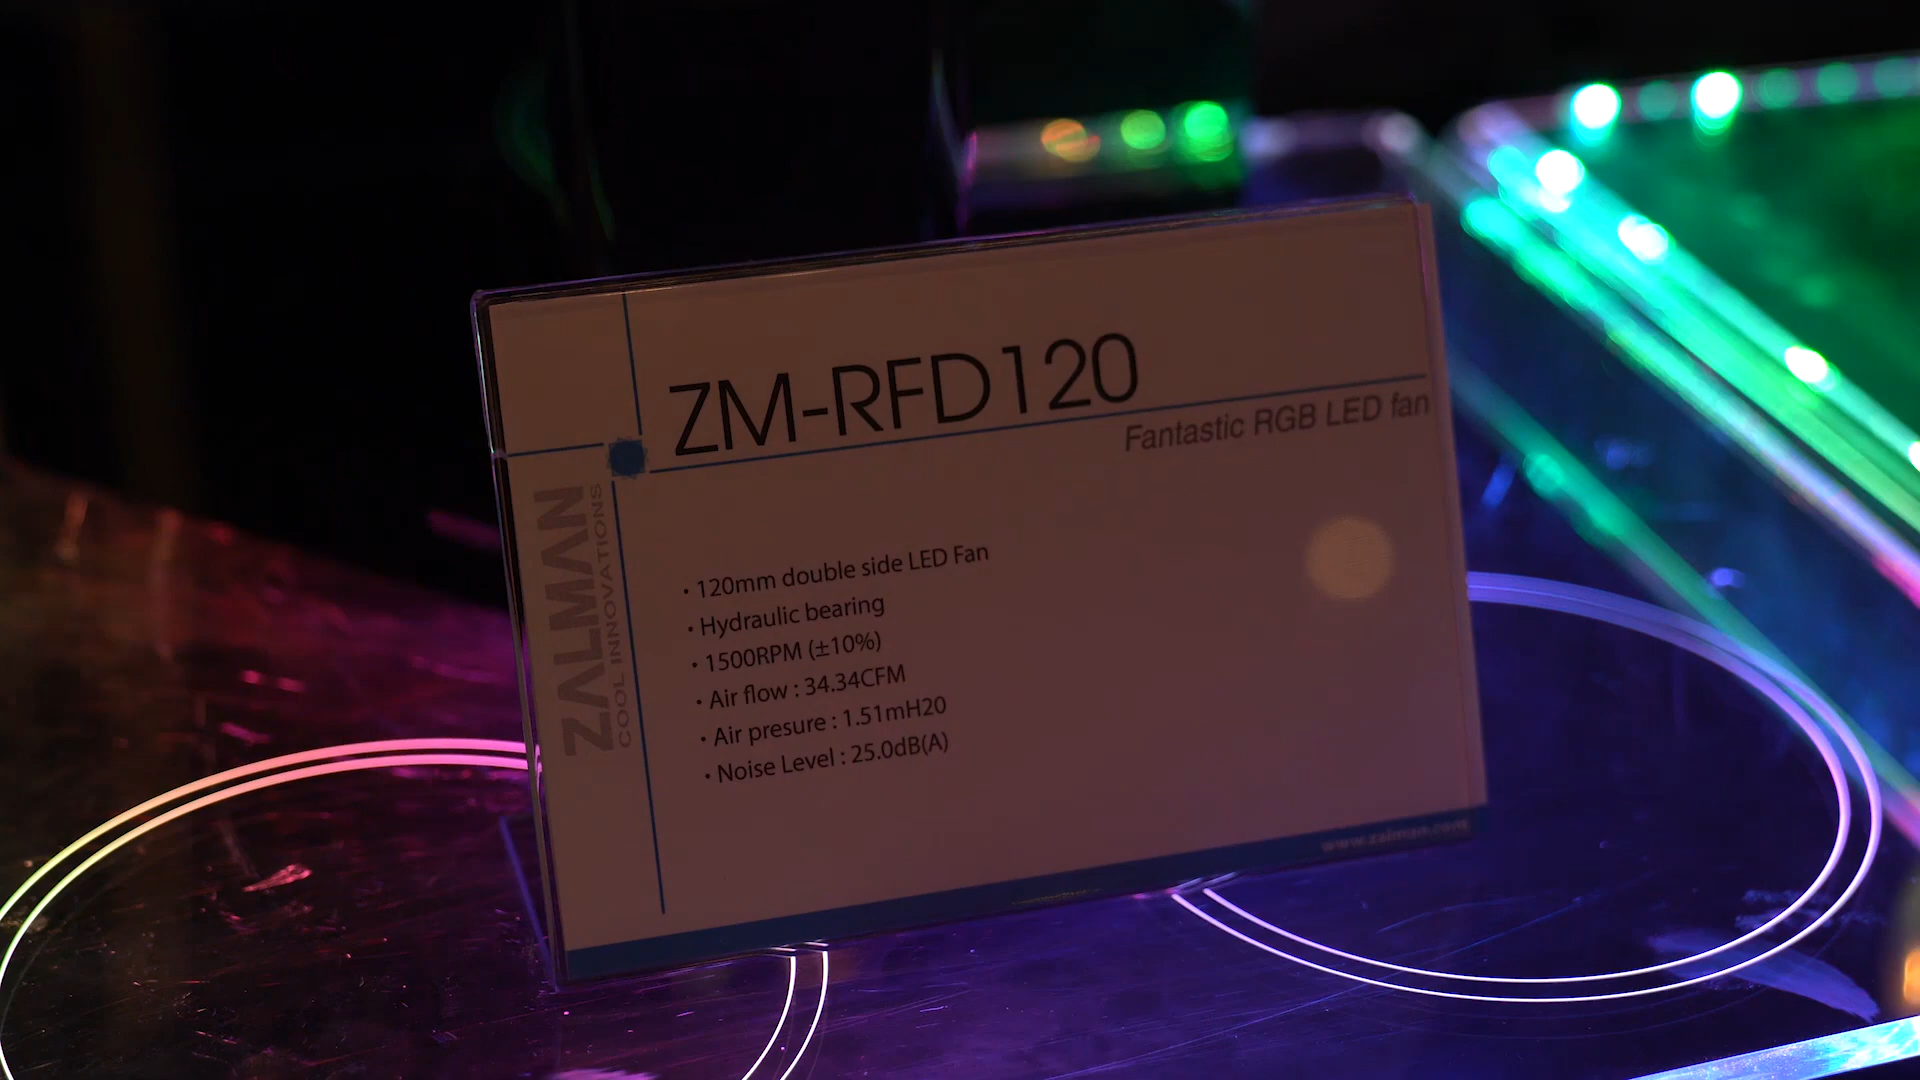 ZM-RFD120
Fantastic RGB LED fan
ZALMAN
COOL INNOVATIONS
• 120mm double side LED Fan
• Hydraulic bearing
• 1500RPM (±10%)
• Air flow : 34.34CFM
• Air presure : 1.51mH20
• Noise Level : 25.0dB(A)
www.zalman.com